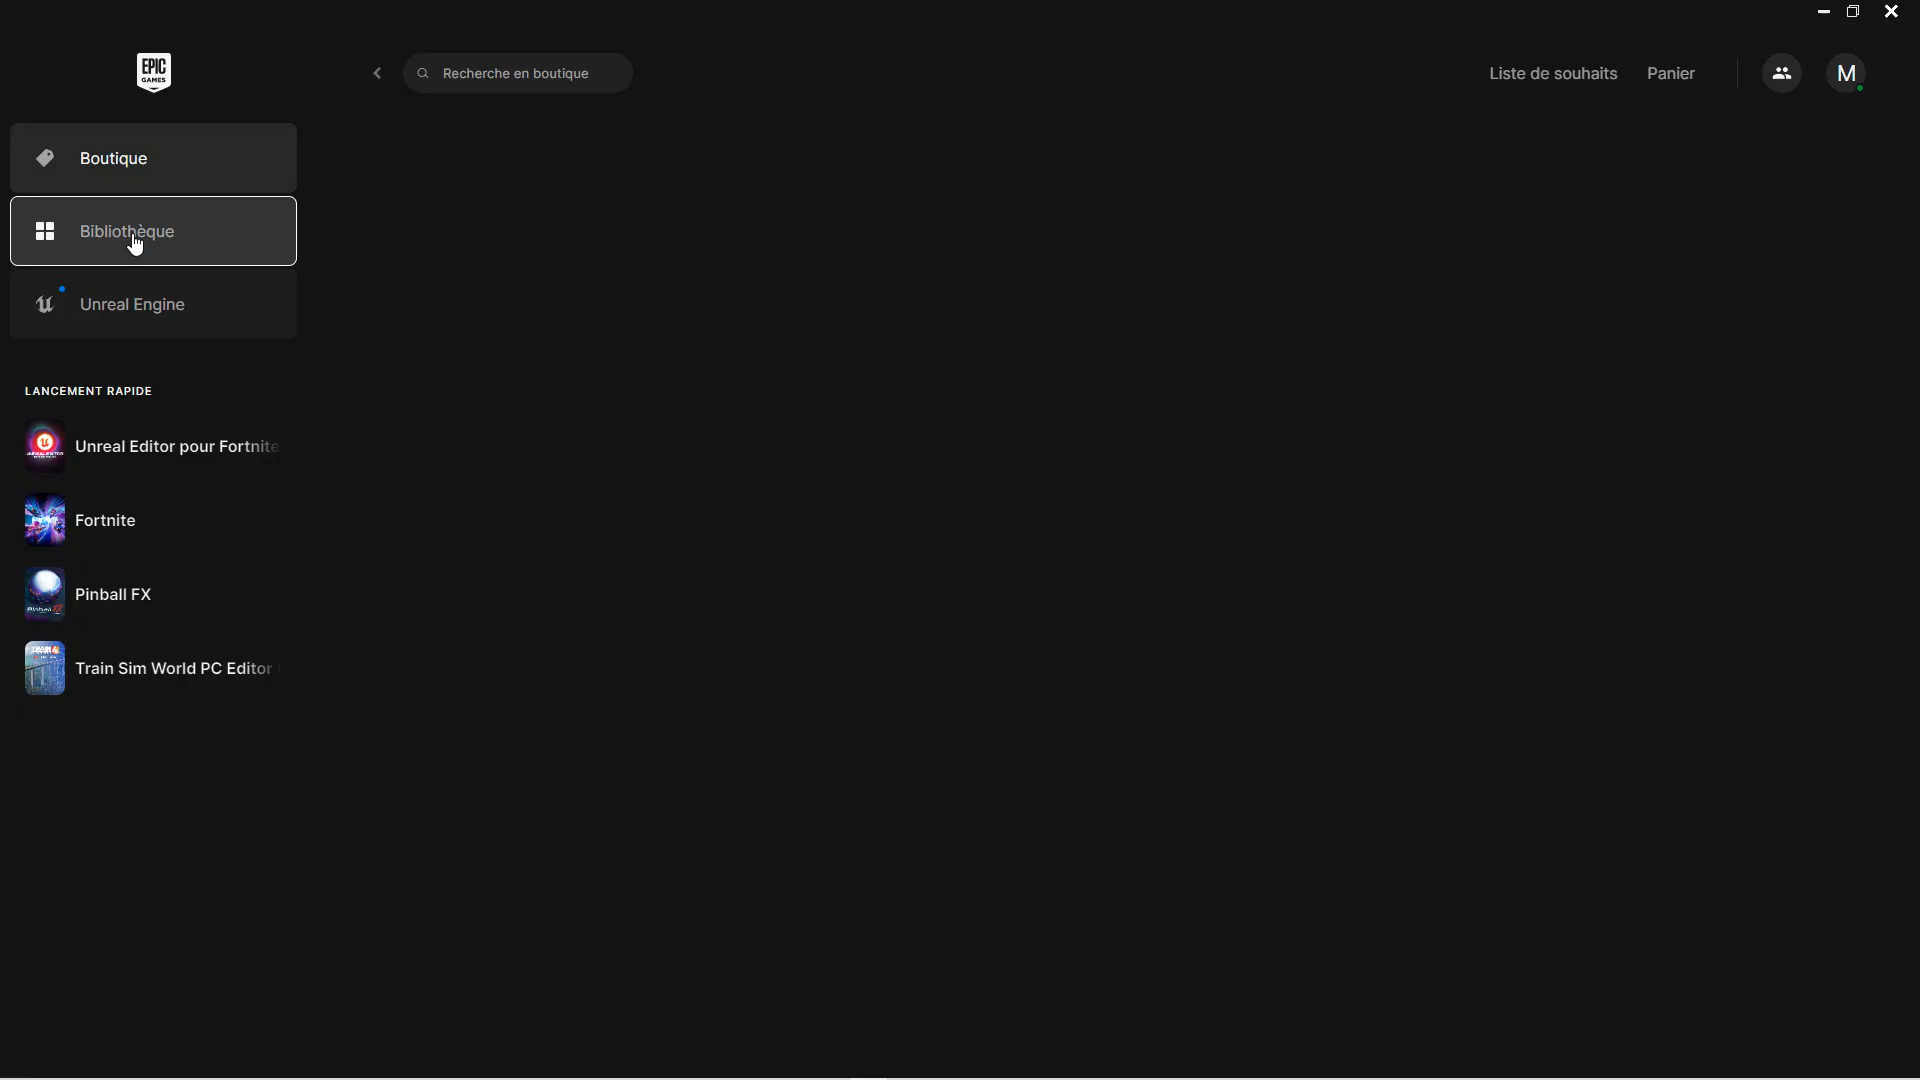 EPIC
GAMES
Recherche en boutique
Liste de souhaits
Panier
M
Boutique
Bibliothèque
Unreal Engine
LANCEMENT RAPIDE
Unreal Editor pour Fortnite
Fortnite
Pinball FX
Train Sim World PC Editor